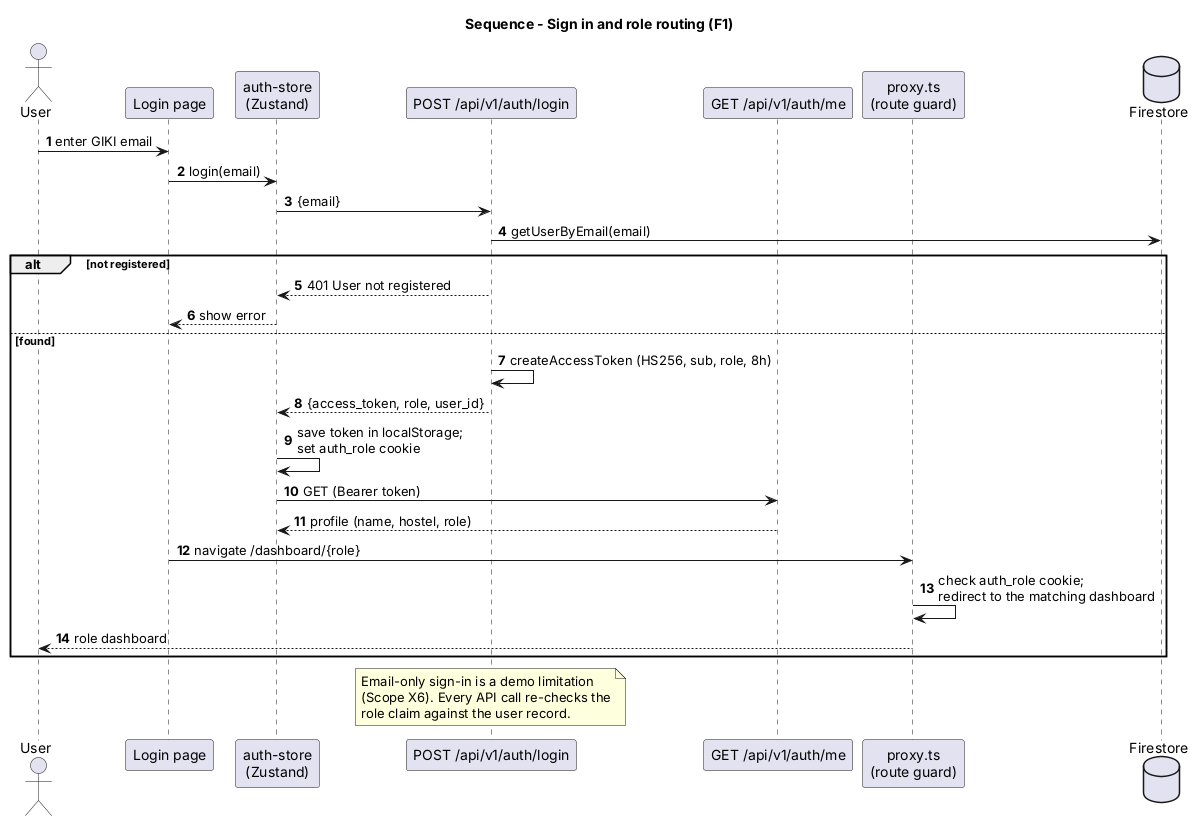 Sequence - Sign in and role routing (F1)
User
Login page
auth-store
(Zustand)
POST /api/v1/auth/login
GET /api/v1/auth/me
proxy.ts
(route guard)
Firestore
1 enter GIKI email
2 login(email)
3 {email}
4 getUserByEmail(email)
alt [not registered]
5 401 User not registered
6 show error
[found]
7 createAccessToken (HS256, sub, role, 8h)
8 {access_token, role, user_id}
9 save token in localStorage;
set auth_role cookie
10 GET (Bearer token)
11 profile (name, hostel, role)
12 navigate /dashboard/{role}
13 check auth_role cookie;
redirect to the matching dashboard
14 role dashboard
Email-only sign-in is a demo limitation
(Scope X6). Every API call re-checks the
role claim against the user record.
User
Login page
auth-store
(Zustand)
POST /api/v1/auth/login
GET /api/v1/auth/me
proxy.ts
(route guard)
Firestore